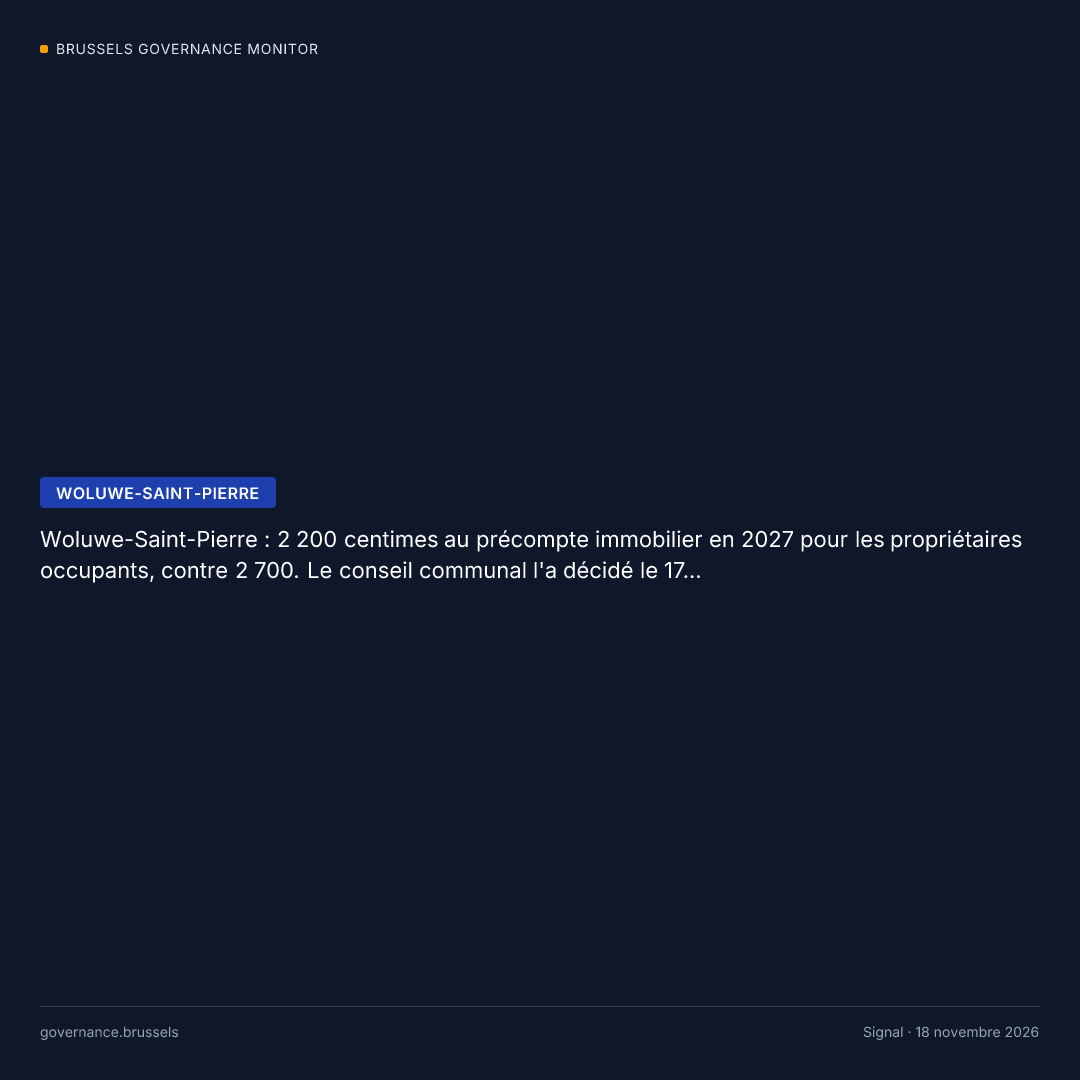 BRUSSELS GOVERNANCE MONITOR
WOLUWE-SAINT-PIERRE
Woluwe-Saint-Pierre : 2 200 centimes au précompte immobilier en 2027 pour les propriétaires
occupants, contre 2 700. Le conseil communal l'a décidé le 17...
governance.brussels
Signal · 18 novembre 2026